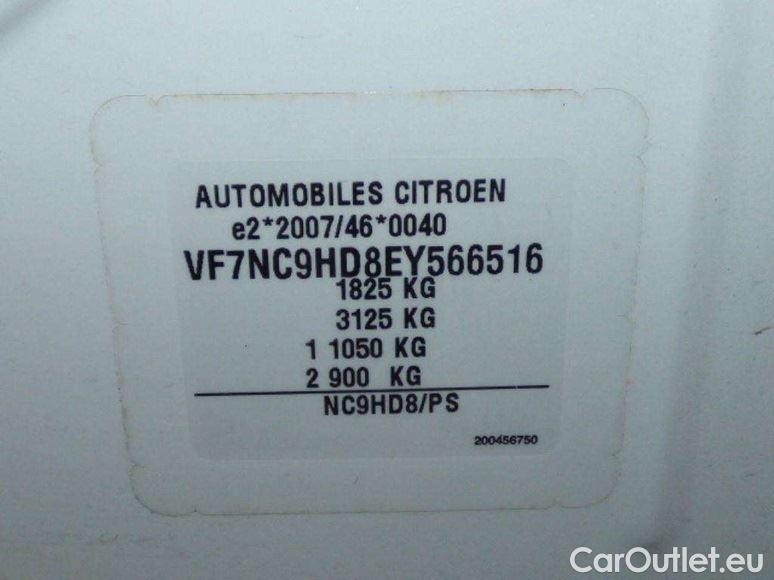 AUTOMOBILES CITROEN
e2*2007/46*0040
VF7NC9HD8EY566516
1825 KG
3125 KG
1 1050 KG
2 900 KG
NC9HD8/PS
200456750
CarOutlet.eu